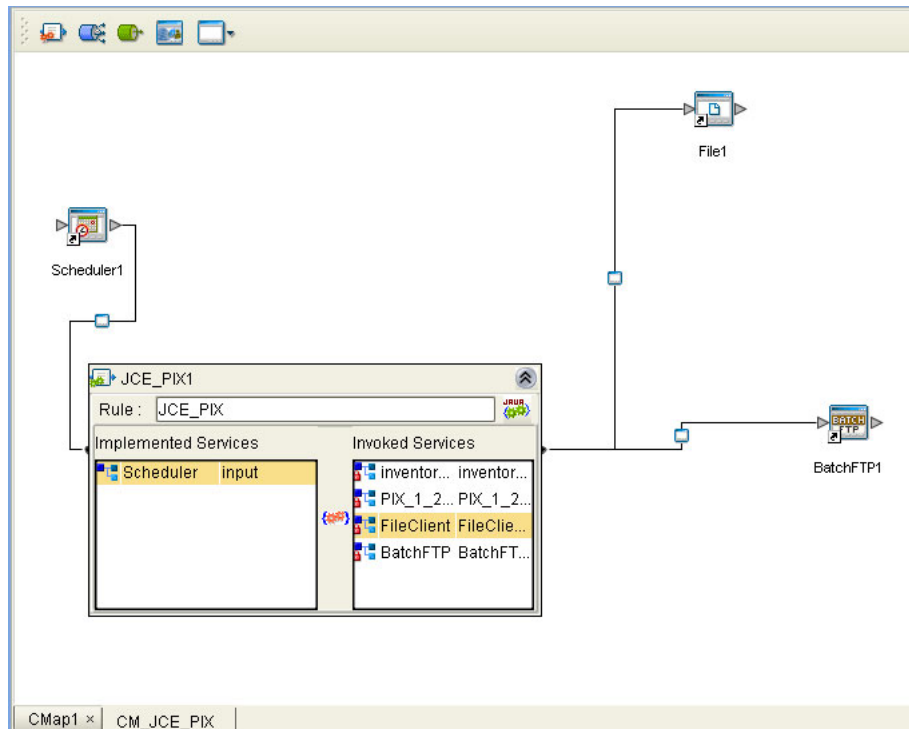 File1
Scheduler1
JCE_PIX1
Rule : JCE_PIX
JAVA
Implemented Services
Invoked Services
Scheduler input
inventor... inventor...
PIX_1_2... PIX_1_2...
FileClient FileClie...
BatchFTP BatchFT...
BATCH
FTP
BatchFTP1
CMap1 ×
CM_JCE_PIX